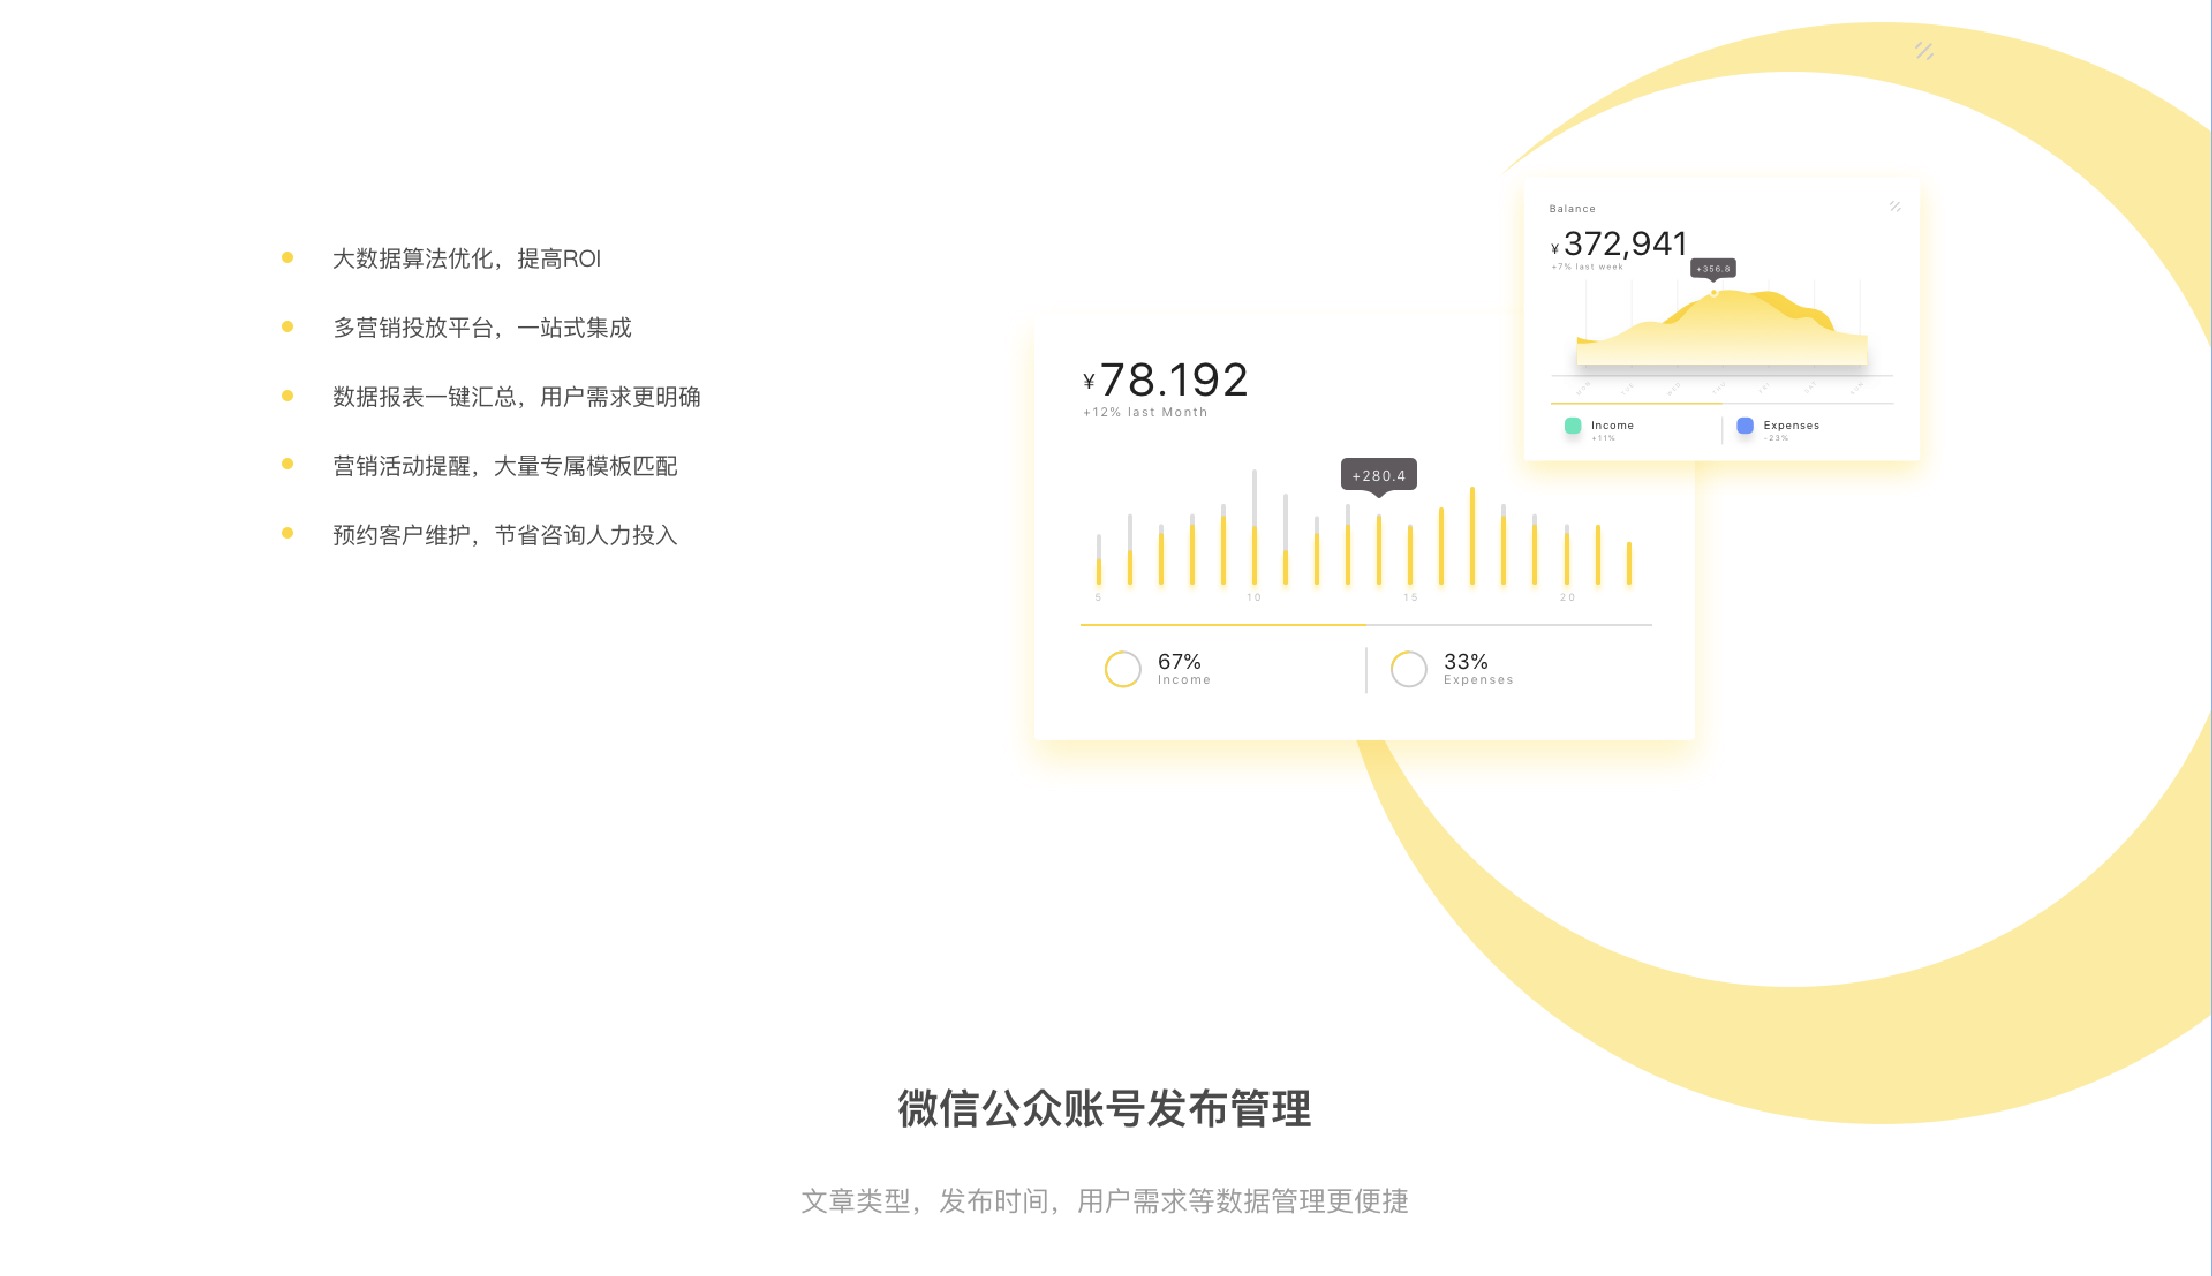 大数据算法优化，提高ROI
多营销投放平台，一站式集成
数据报表一键汇总，用户需求更明确
营销活动提醒，大量专属模板匹配
预约客户维护，节省咨询人力投入
Balance
¥372,941
+7% last week
+356.8
Income
+11%
Expenses
-23%
¥78.192
+12% last Month
+280.4
5 10 15 20
67%
Income
33%
Expenses
微信公众账号发布管理
文章类型，发布时间，用户需求等数据管理更便捷